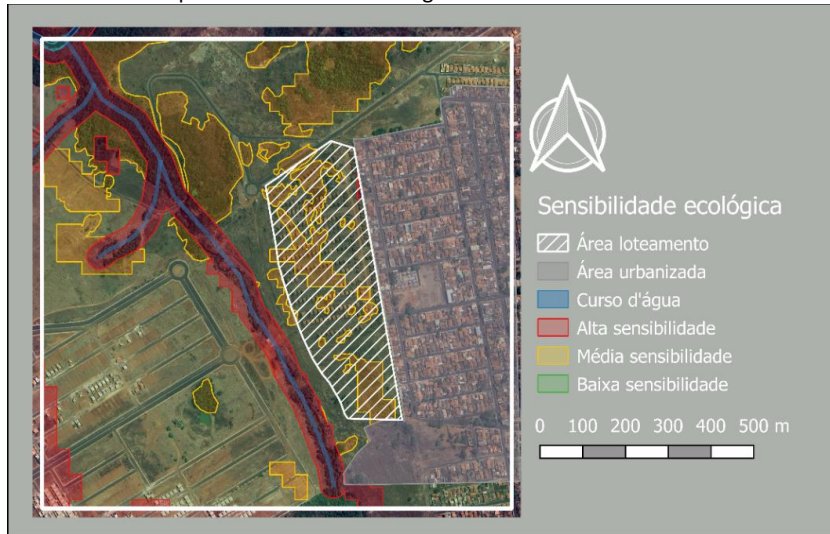 Sensibilidade ecológica
Área loteamento
Área urbanizada
Curso d'água
Alta sensibilidade
Média sensibilidade
Baixa sensibilidade
0 100 200 300 400 500 m